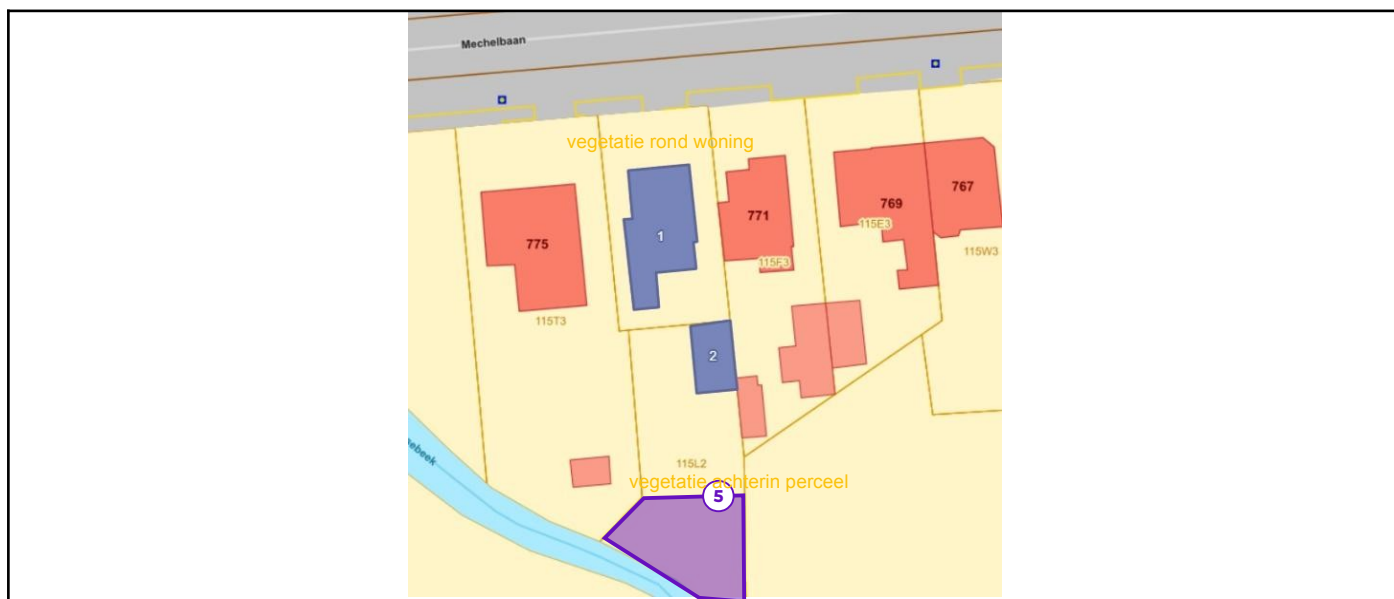 Mechelbaan
vegetatie rond woning
775
1
771
769
767
115E3
115W3
115F3
115T3
2
ebeek
115L2
vegetatie achterin perceel
5